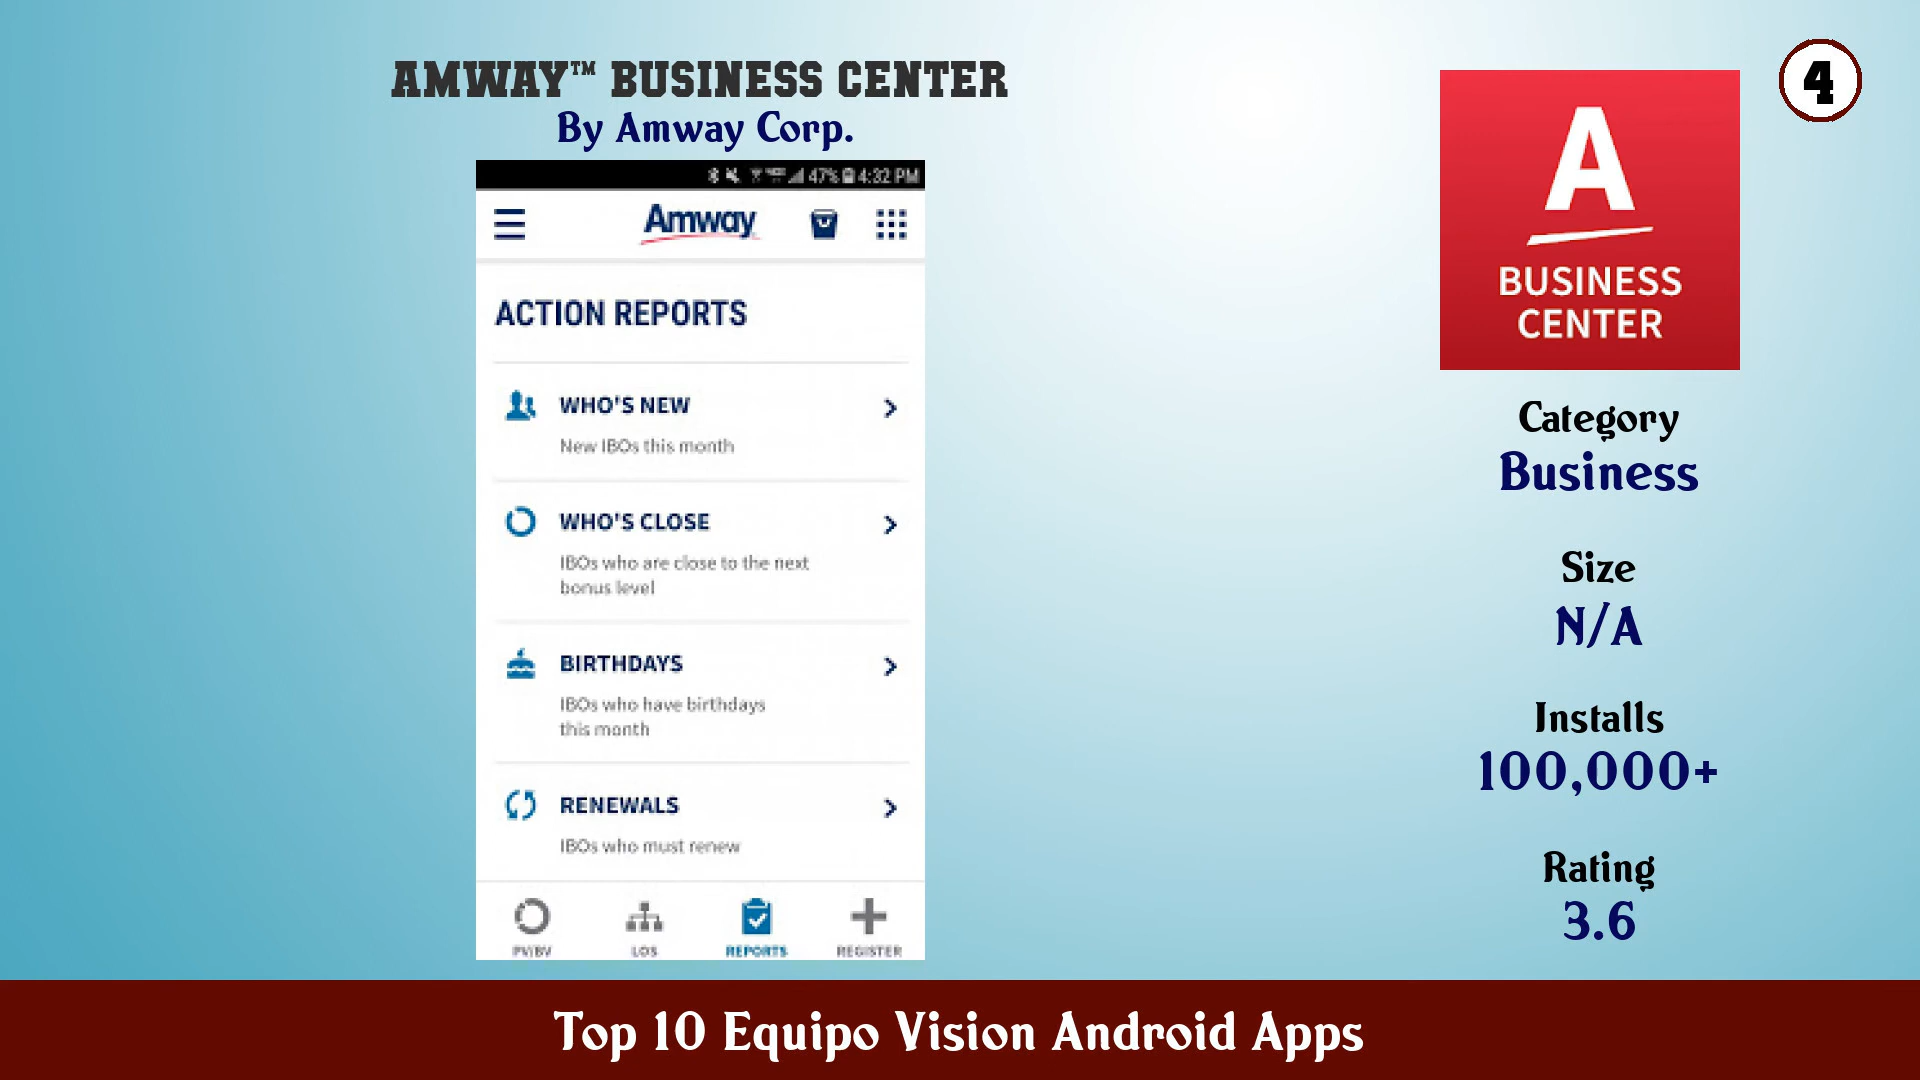 AMWAY™ BUSINESS CENTER
By Amway Corp.
47% 4:32 PM
Amway
ACTION REPORTS
WHO'S NEW
New IBOs this month
WHO'S CLOSE
IBOs who are close to the next
bonus level
BIRTHDAYS
IBOs who have birthdays
this month
RENEWALS
IBOs who must renew
PV/BV LOS REPORTS REGISTER
4
A
BUSINESS
CENTER
Category
Business
Size
N/A
Installs
100,000+
Rating
3.6
Top 10 Equipo Vision Android Apps